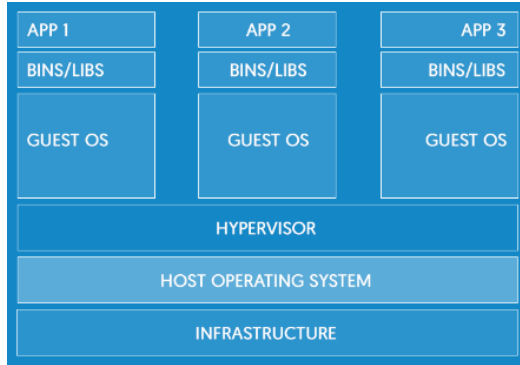 APP 1 APP 2 APP 3
BINS/LIBS BINS/LIBS BINS/LIBS
GUEST OS GUEST OS GUEST OS
HYPERVISOR
HOST OPERATING SYSTEM
INFRASTRUCTURE